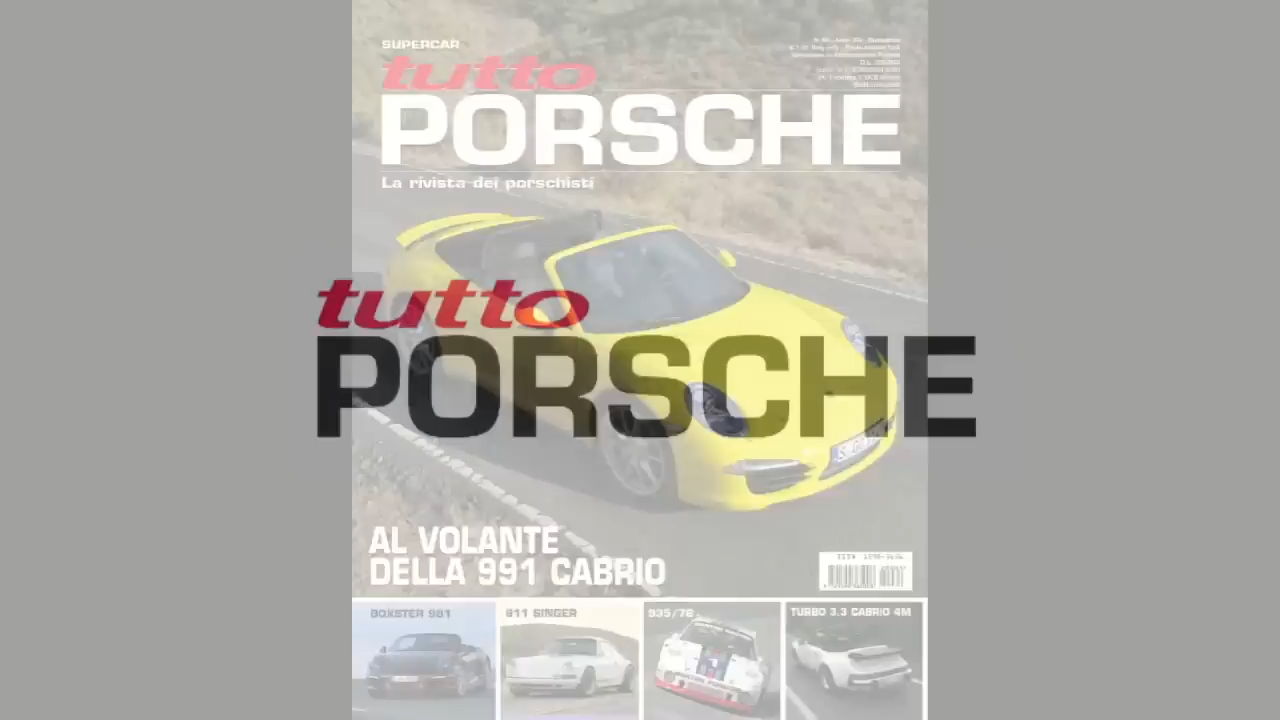 SUPERCAR
tutto
PORSCHE
La rivista dei porschisti
tutto
PORSCHE
AL VOLANTE
DELLA 991 CABRIO
BOXSTER 981
911 SINGER
935/76
TURBO 3.3 CABRIO 4M